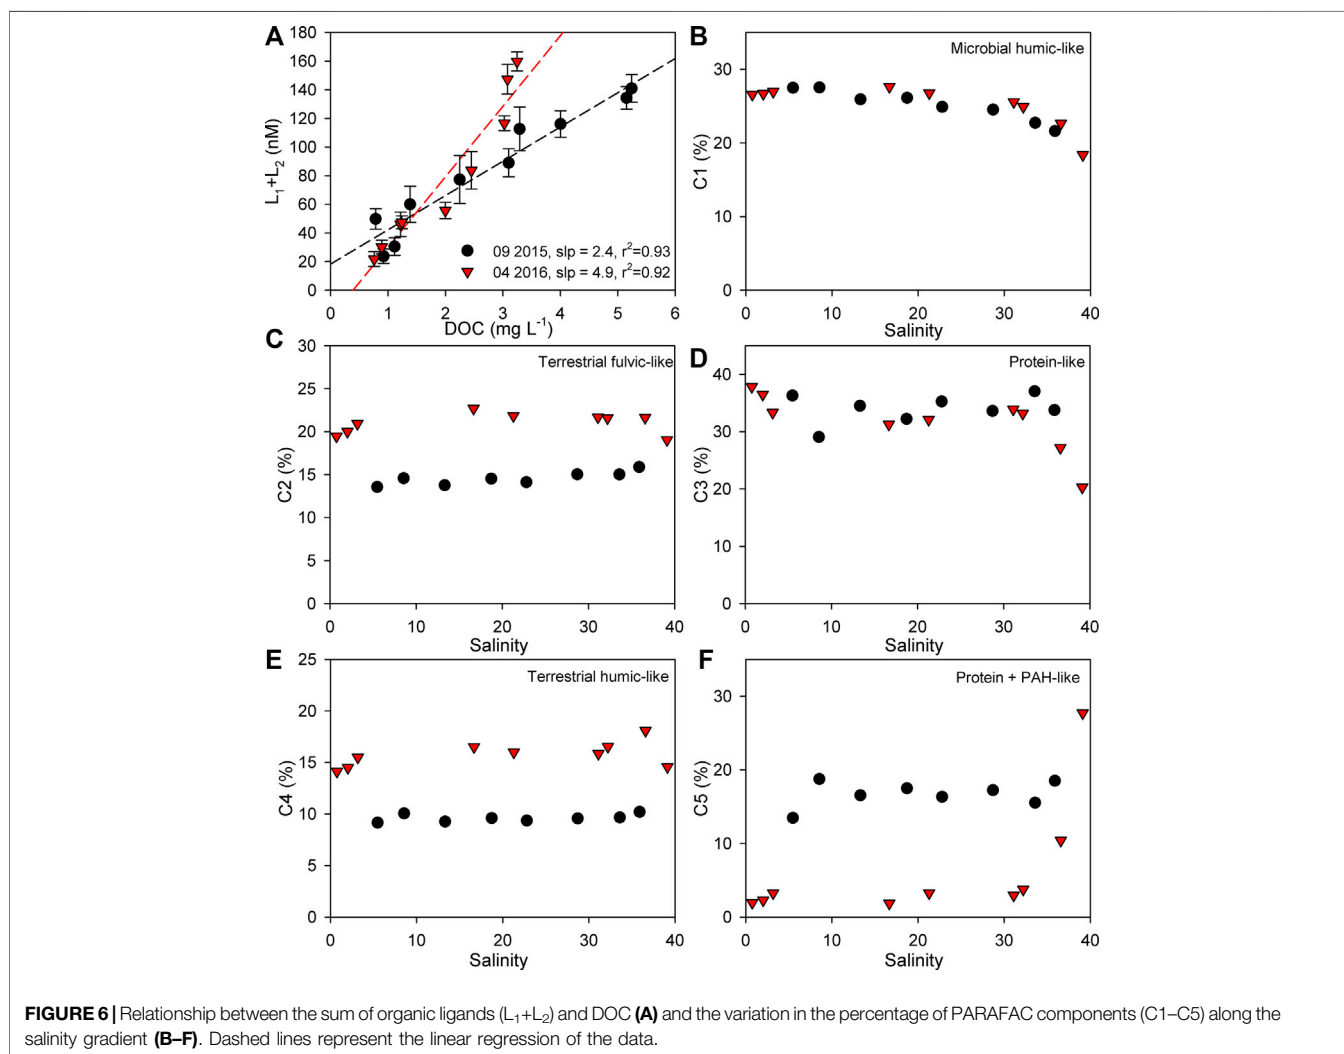 A
180
160
140
120
100
80
60
40
20
0
L₁+L₂ (nM)
09 2015, slp = 2.4, r²=0.93
04 2016, slp = 4.9, r²=0.92
0 1 2 3 4 5 6
DOC (mg L⁻¹)
B
Microbial humic-like
30
20
10
0
C1 (%)
0 10 20 30 40
Salinity
C
Terrestrial fulvic-like
30
25
20
15
10
5
0
C2 (%)
0 10 20 30 40
Salinity
D
Protein-like
40
30
20
10
0
C3 (%)
0 10 20 30 40
Salinity
E
Terrestrial humic-like
25
20
15
10
5
0
C4 (%)
0 10 20 30 40
Salinity
F
Protein + PAH-like
30
20
10
0
C5 (%)
0 10 20 30 40
Salinity
FIGURE 6 | Relationship between the sum of organic ligands (L₁+L₂) and DOC (A) and the variation in the percentage of PARAFAC components (C1–C5) along the
salinity gradient (B–F). Dashed lines represent the linear regression of the data.